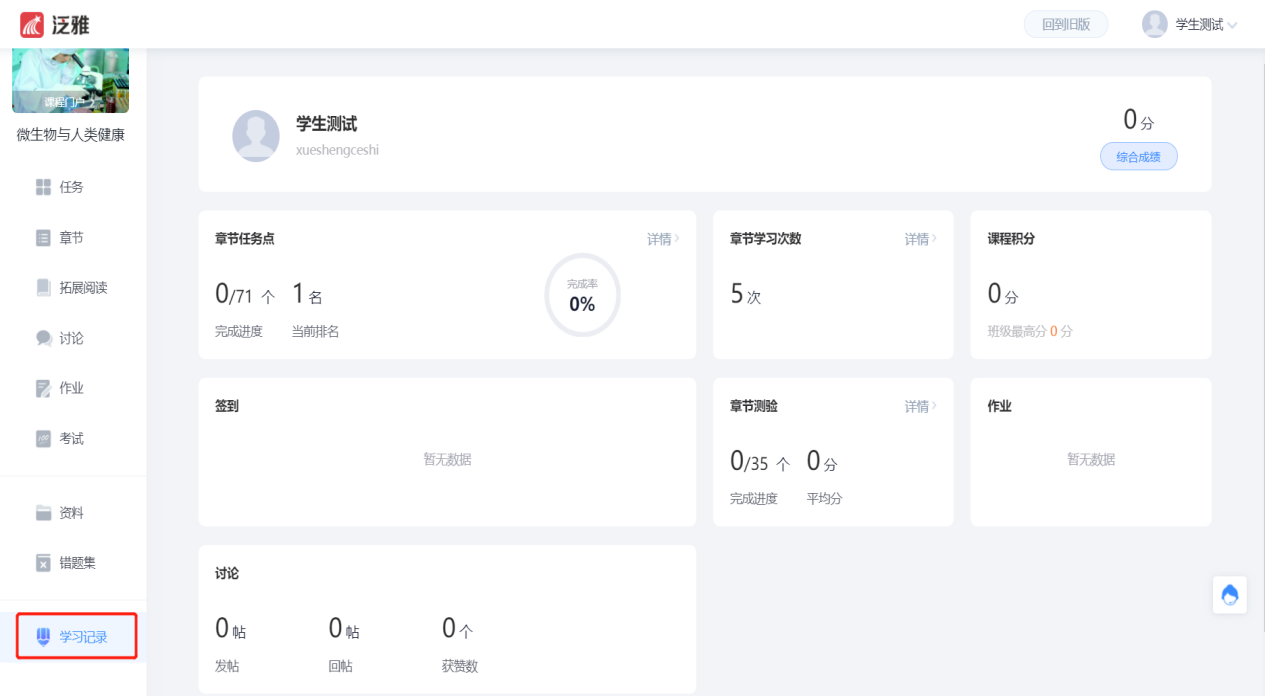 泛雅
回到旧版
学生测试
课程门户
微生物与人类健康
任务
章节
拓展阅读
讨论
作业
考试
资料
错题集
学习记录
学生测试
xueshengceshi
0分
综合成绩
章节任务点
详情
0/71 个
1名
完成进度
当前排名
完成率
0%
章节学习次数
详情
5次
课程积分
0分
班级最高分 0 分
签到
暂无数据
章节测验
详情
0/35 个
0分
完成进度
平均分
作业
暂无数据
讨论
0帖
0帖
0个
发帖
回帖
获赞数